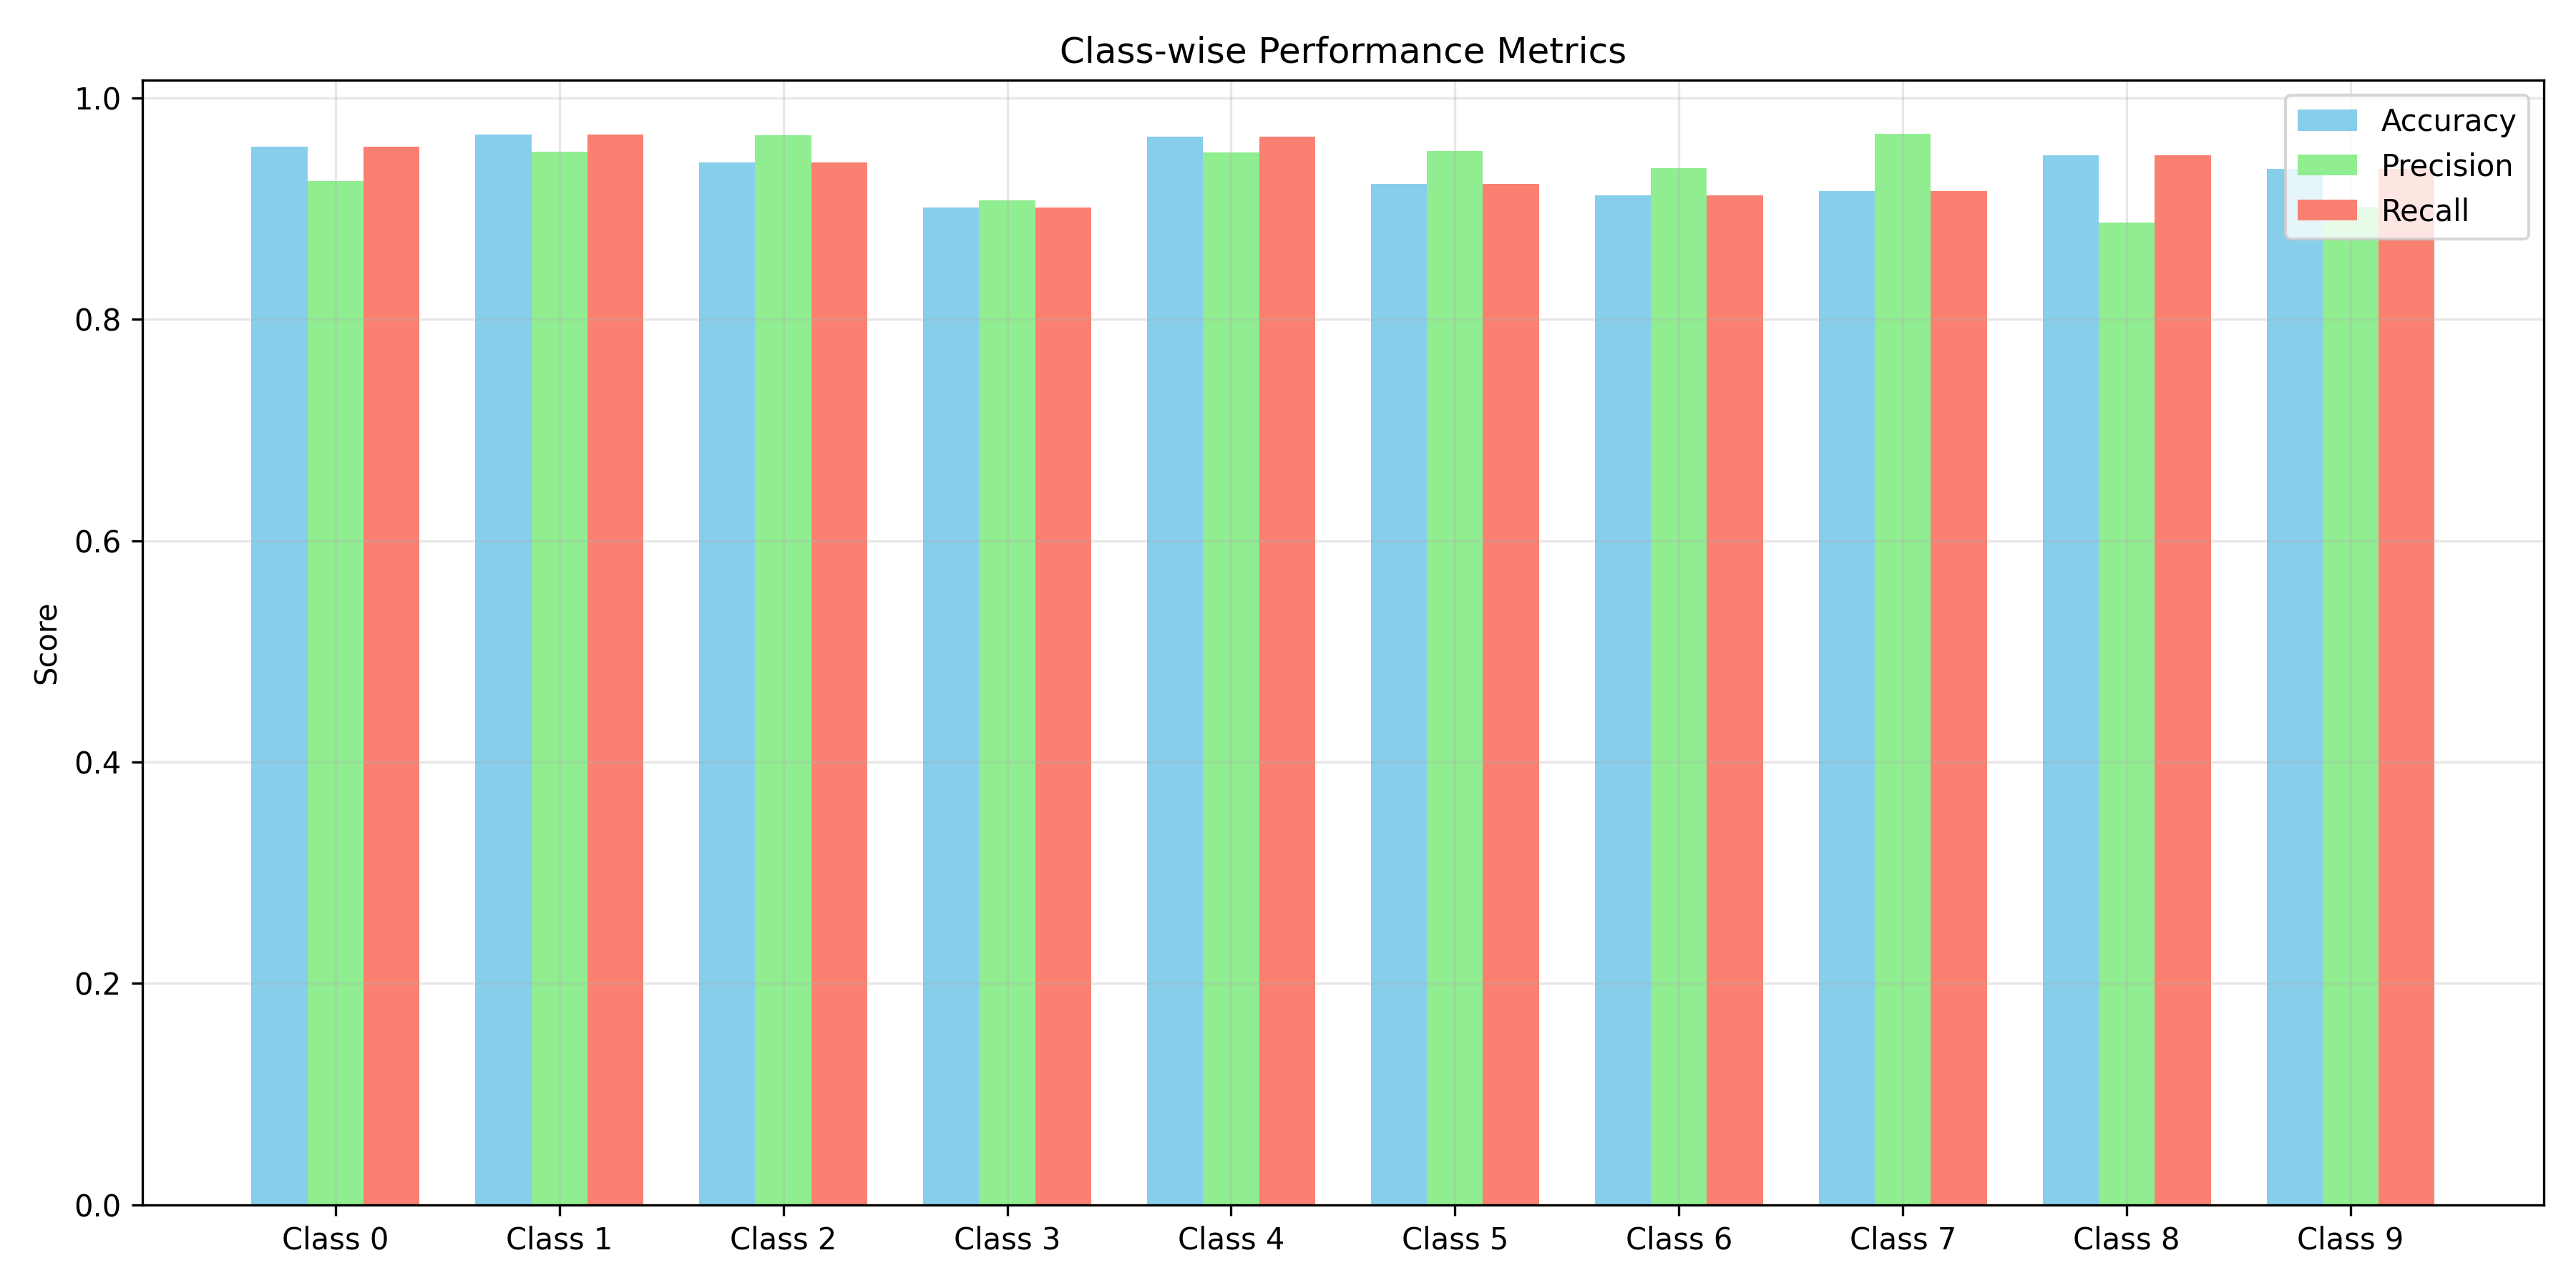 Class-wise Performance Metrics
1.0
0.8
0.6
0.4
0.2
0.0
Score
Accuracy
Precision
Recall
Class 0
Class 1
Class 2
Class 3
Class 4
Class 5
Class 6
Class 7
Class 8
Class 9